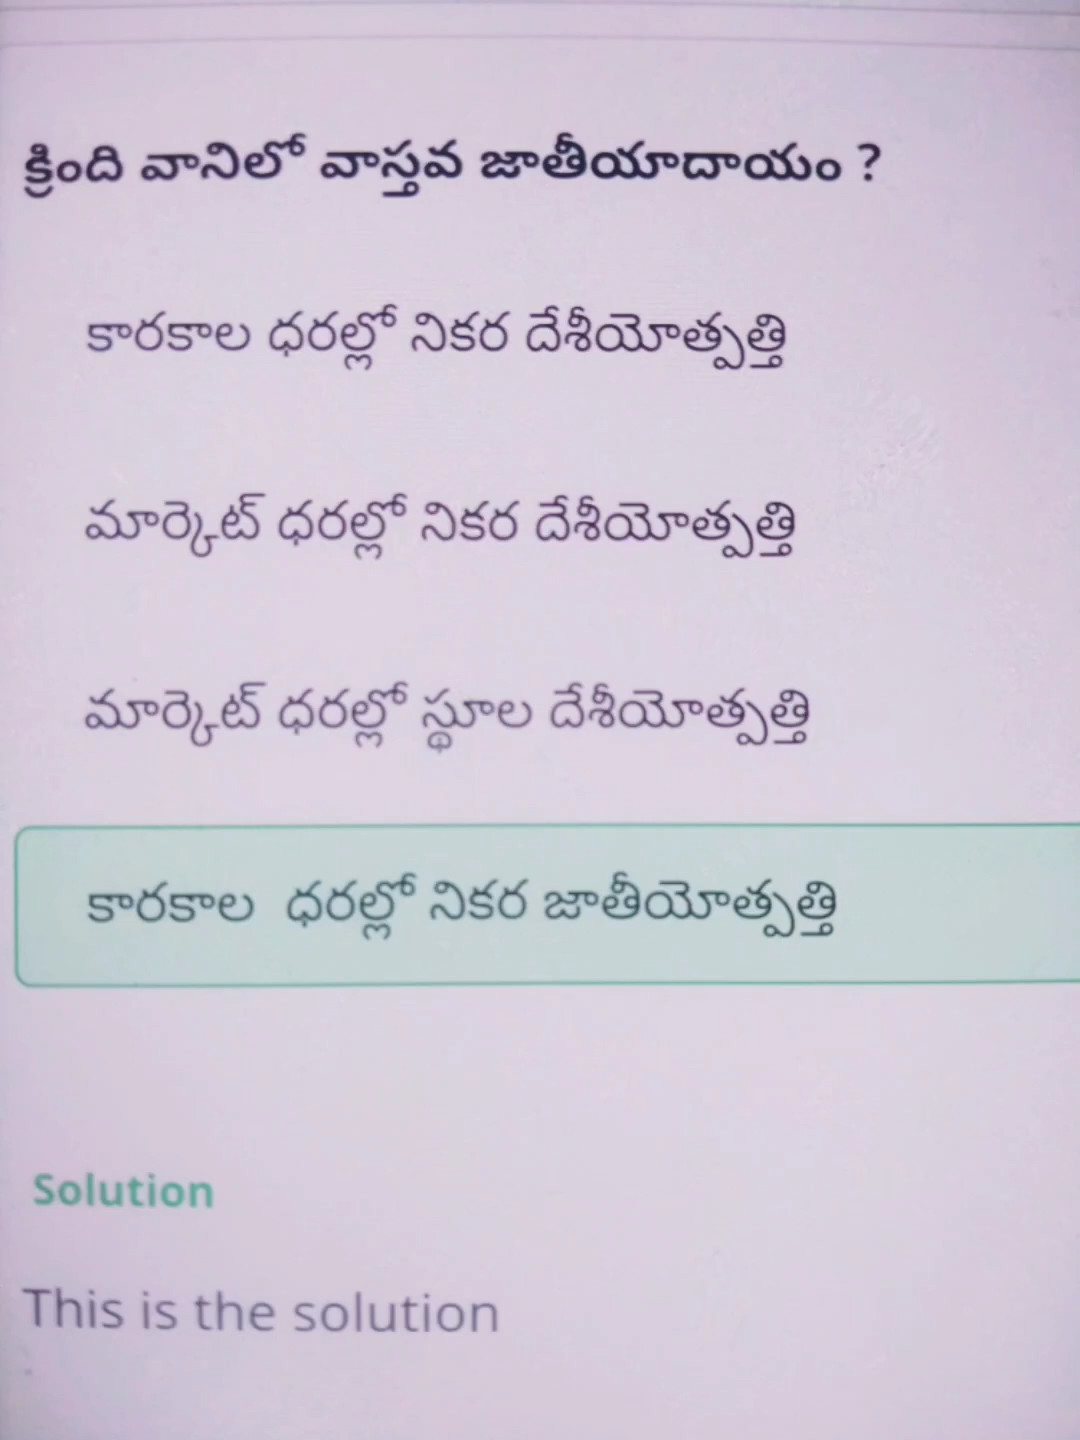 క్రింది వానిలో వాస్తవ జాతీయాదాయం ?
కారకాల ధరల్లో నికర దేశీయోత్పత్తి
మార్కెట్ ధరల్లో నికర దేశీయోత్పత్తి
మార్కెట్ ధరల్లో స్థూల దేశీయోత్పత్తి
కారకాల ధరల్లో నికర జాతీయోత్పత్తి
Solution
This is the solution